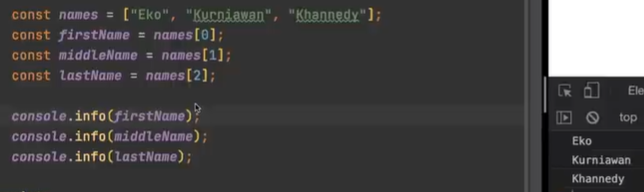 const names = ["Eko", "Kurniawan", "Khannedy"];
const firstName = names[0];
const middleName = names[1];
const lastName = names[2];
console.info(firstName);
console.info(middleName);
console.info(lastName);
Ele
top
Eko
Kurniawan
Khannedy